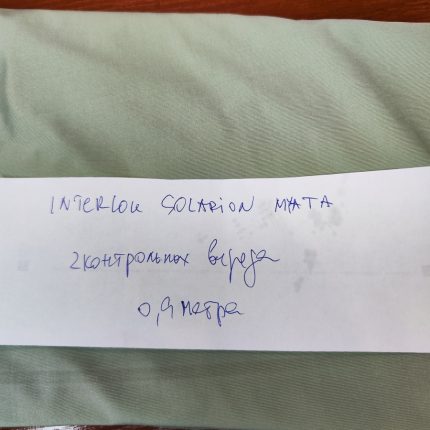 INTERLOK SOLARION МЯТА
2 контрольных выреза
0,9 метра